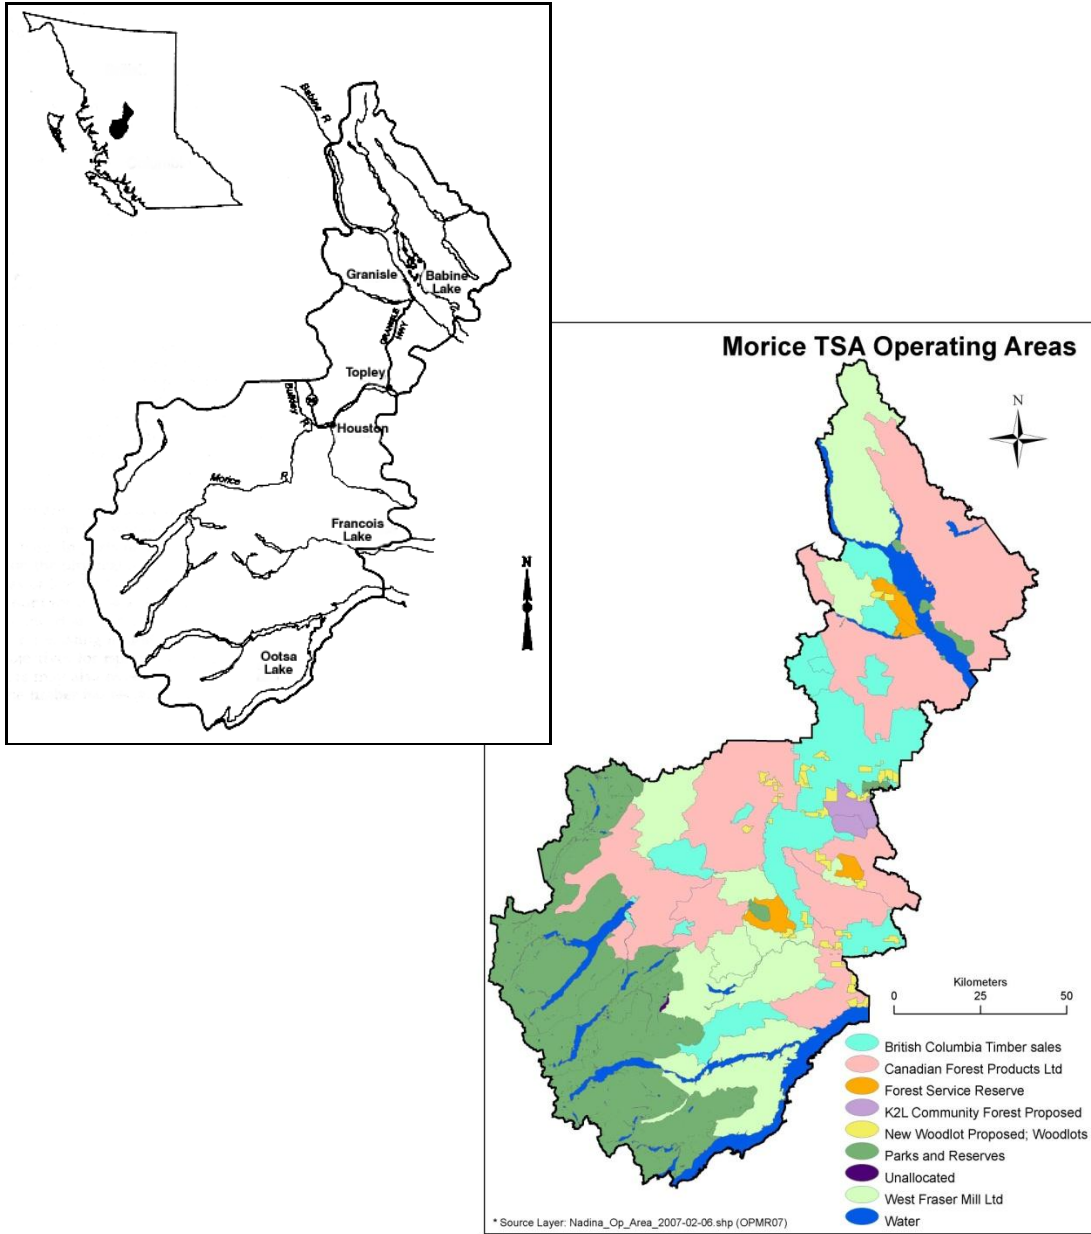 Babine R
Granisle
Babine
Lake
GRANISLE
HWY
Topley
Bulkley
R.
Houston
Morice R.
Francois
Lake
N
Ootsa
Lake
Morice TSA Operating Areas
N
Kilometers
0 25 50
British Columbia Timber sales
Canadian Forest Products Ltd
Forest Service Reserve
K2L Community Forest Proposed
New Woodlot Proposed; Woodlots
Parks and Reserves
Unallocated
West Fraser Mill Ltd
Water
* Source Layer: Nadina_Op_Area_2007-02-06.shp (OPMR07)